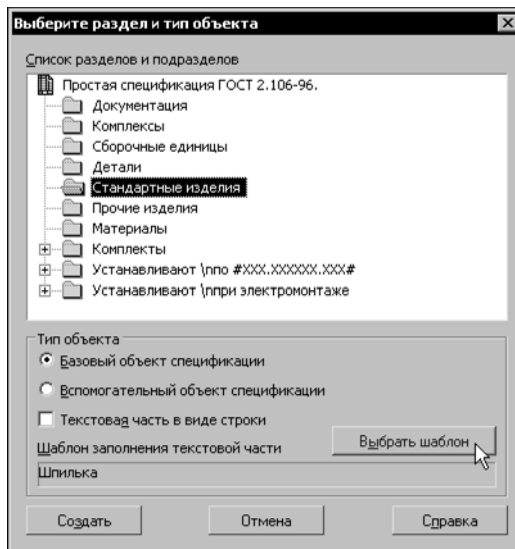 Выберите раздел и тип объекта
Список разделов и подразделов
Простая спецификация ГОСТ 2.106-96.
Документация
Комплексы
Сборочные единицы
Детали
Стандартные изделия
Прочие изделия
Материалы
Комплекты
Устанавливают \nпо #XXX.XXXXXX.XXX#
Устанавливают \nпри электромонтаже
Тип объекта
Базовый объект спецификации
Вспомогательный объект спецификации
Текстовая часть в виде строки
Шаблон заполнения текстовой части
Выбрать шаблон
Шпилька
Создать Отмена Справка